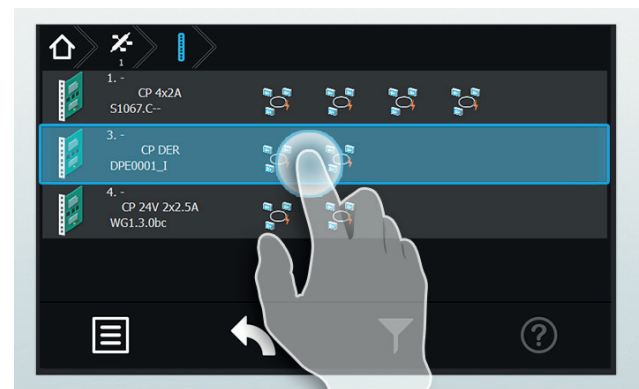 1
1. -
CP 4x2A
S1067.C--
3. -
CP DER
DPE0001_I
4. -
CP 24V 2x2.5A
WG1.3.0bc
?